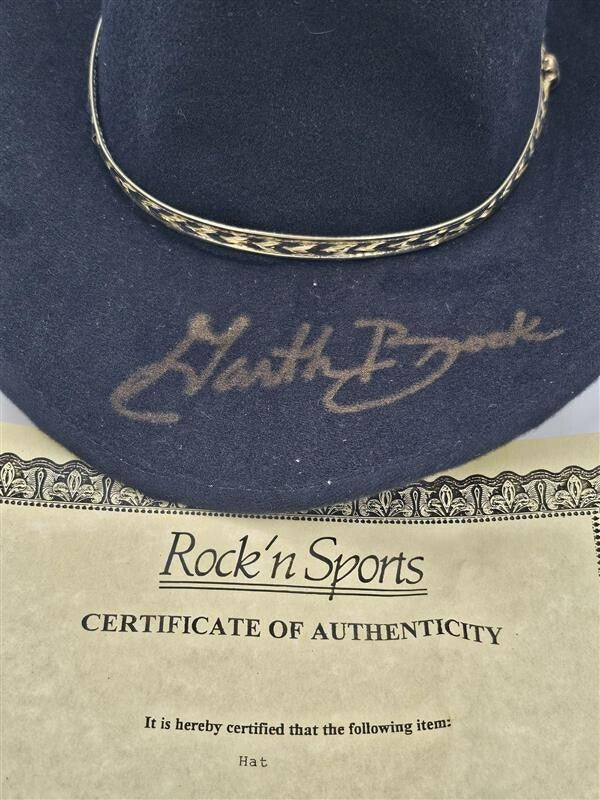 Garth Brooks
Rock'n Sports
CERTIFICATE OF AUTHENTICITY
It is hereby certified that the following item:
Hat